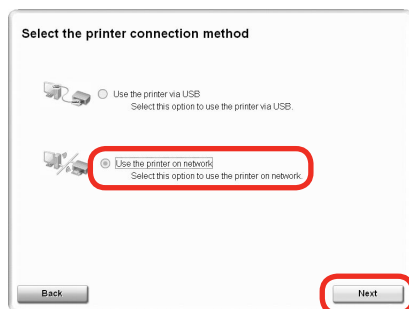 Select the printer connection method
Use the printer via USB
Select this option to use the printer via USB.
Use the printer on network
Select this option to use the printer on network.
Back
Next